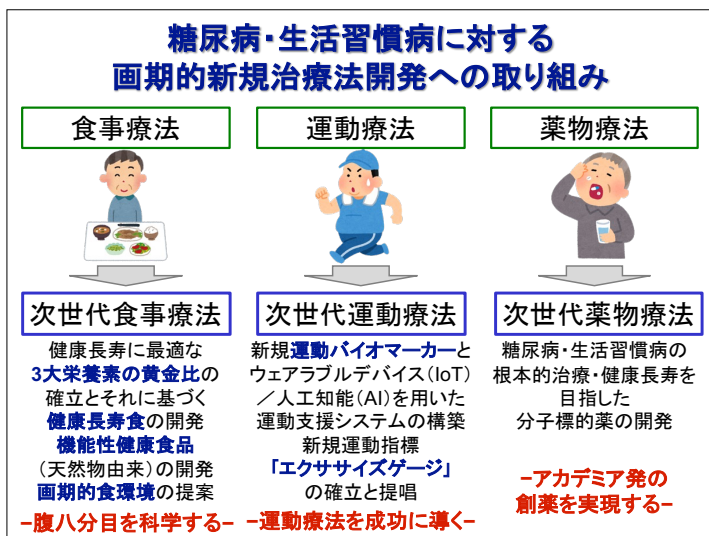 糖尿病・生活習慣病に対する
画期的新規治療法開発への取り組み
食事療法
次世代食事療法
健康長寿に最適な
3大栄養素の黄金比の
確立とそれに基づく
健康長寿食の開発
機能性健康食品
（天然物由来）の開発
画期的食環境の提案
−腹八分目を科学する−
運動療法
次世代運動療法
新規運動バイオマーカーと
ウェアラブルデバイス（IoT）
／人工知能（AI）を用いた
運動支援システムの構築
新規運動指標
「エクササイズゲージ」
の確立と提唱
−運動療法を成功に導く−
薬物療法
次世代薬物療法
糖尿病・生活習慣病の
根本的治療・健康長寿を
目指した
分子標的薬の開発
−アカデミア発の
創薬を実現する−